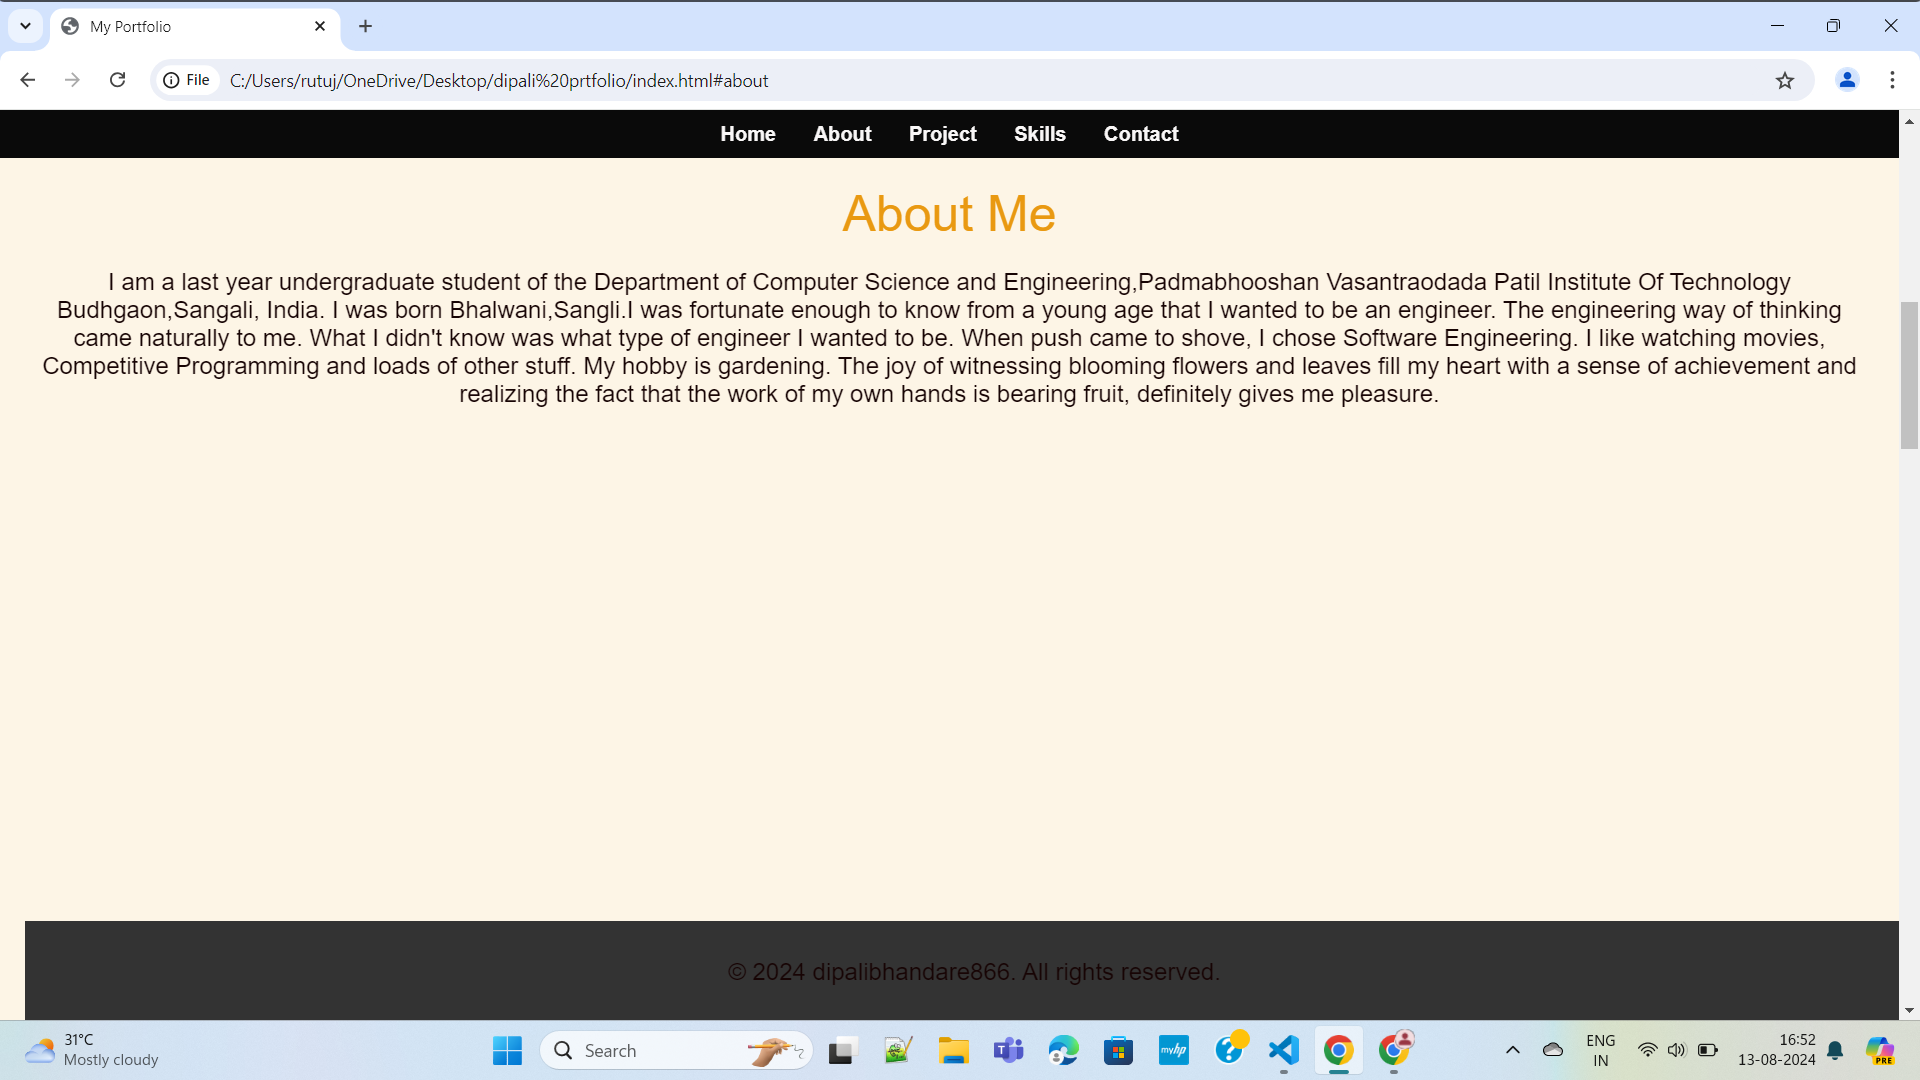 My Portfolio
File
C:/Users/rutuj/OneDrive/Desktop/dipali%20prtfolio/index.html#about
Home About Project Skills Contact
About Me
I am a last year undergraduate student of the Department of Computer Science and Engineering,Padmabhooshan Vasantraodada Patil Institute Of Technology
Budhgaon,Sangali, India. I was born Bhalwani,Sangli.I was fortunate enough to know from a young age that I wanted to be an engineer. The engineering way of thinking
came naturally to me. What I didn't know was what type of engineer I wanted to be. When push came to shove, I chose Software Engineering. I like watching movies,
Competitive Programming and loads of other stuff. My hobby is gardening. The joy of witnessing blooming flowers and leaves fill my heart with a sense of achievement and
realizing the fact that the work of my own hands is bearing fruit, definitely gives me pleasure.
© 2024 dipalibhandare866. All rights reserved.
31°C
Mostly cloudy
Search
myhp
ENG
IN
16:52
13-08-2024
PRE